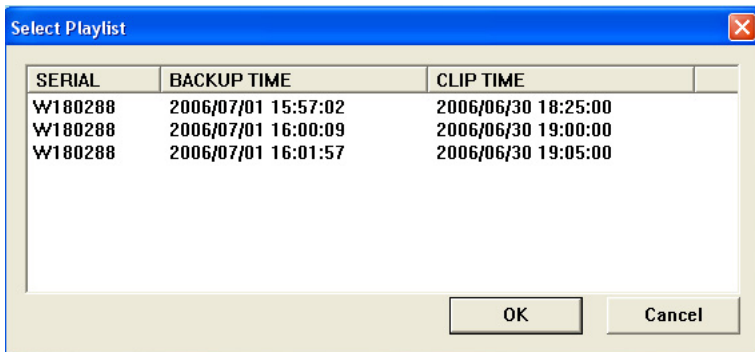 Select Playlist
SERIAL BACKUP TIME CLIP TIME
W180288 2006/07/01 15:57:02 2006/06/30 18:25:00
W180288 2006/07/01 16:00:09 2006/06/30 19:00:00
W180288 2006/07/01 16:01:57 2006/06/30 19:05:00
OK Cancel